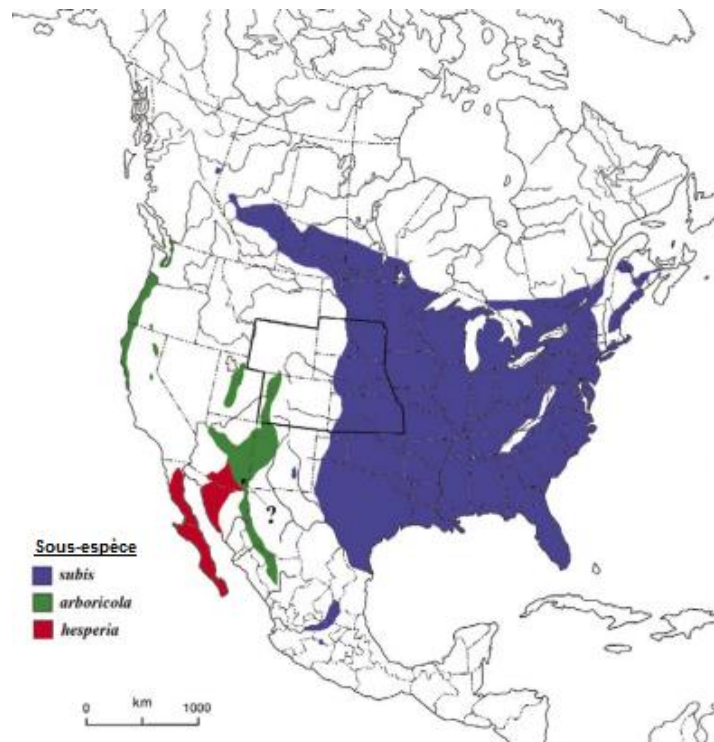 ?
Sous-espèce
subis
arboricola
hesperia
km
0 1000